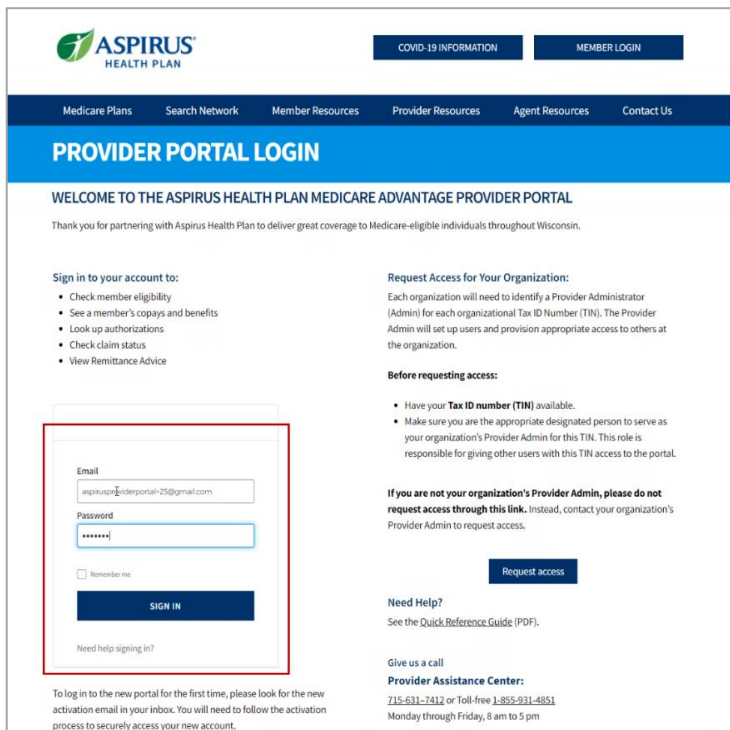 ASPIRUS®
HEALTH PLAN
COVID-19 INFORMATION
MEMBER LOGIN
Medicare Plans
Search Network
Member Resources
Provider Resources
Agent Resources
Contact Us
PROVIDER PORTAL LOGIN
WELCOME TO THE ASPIRUS HEALTH PLAN MEDICARE ADVANTAGE PROVIDER PORTAL
Thank you for partnering with Aspirus Health Plan to deliver great coverage to Medicare-eligible individuals throughout Wisconsin.
Sign in to your account to:
• Check member eligibility
• See a member's copays and benefits
• Look up authorizations
• Check claim status
• View Remittance Advice
Email
aspirusproviderportal+25@gmail.com
Password
•••••••
Remember me
SIGN IN
Need help signing in?
To log in to the new portal for the first time, please look for the new
activation email in your inbox. You will need to follow the activation
process to securely access your new account.
Request Access for Your Organization:
Each organization will need to identify a Provider Administrator
(Admin) for each organizational Tax ID Number (TIN). The Provider
Admin will set up users and provision appropriate access to others at
the organization.
Before requesting access:
• Have your Tax ID number (TIN) available.
• Make sure you are the appropriate designated person to serve as
your organization's Provider Admin for this TIN. This role is
responsible for giving other users with this TIN access to the portal.
If you are not your organization's Provider Admin, please do not
request access through this link. Instead, contact your organization's
Provider Admin to request access.
Request access
Need Help?
See the Quick Reference Guide (PDF).
Give us a call
Provider Assistance Center:
715-631-7412 or Toll-free 1-855-931-4851
Monday through Friday, 8 am to 5 pm